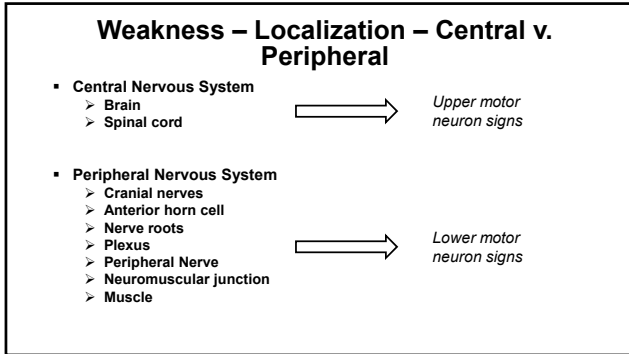 Weakness – Localization – Central v.
Peripheral
▪ Central Nervous System
➢ Brain
➢ Spinal cord
Upper motor
neuron signs
▪ Peripheral Nervous System
➢ Cranial nerves
➢ Anterior horn cell
➢ Nerve roots
➢ Plexus
➢ Peripheral Nerve
➢ Neuromuscular junction
➢ Muscle
Lower motor
neuron signs